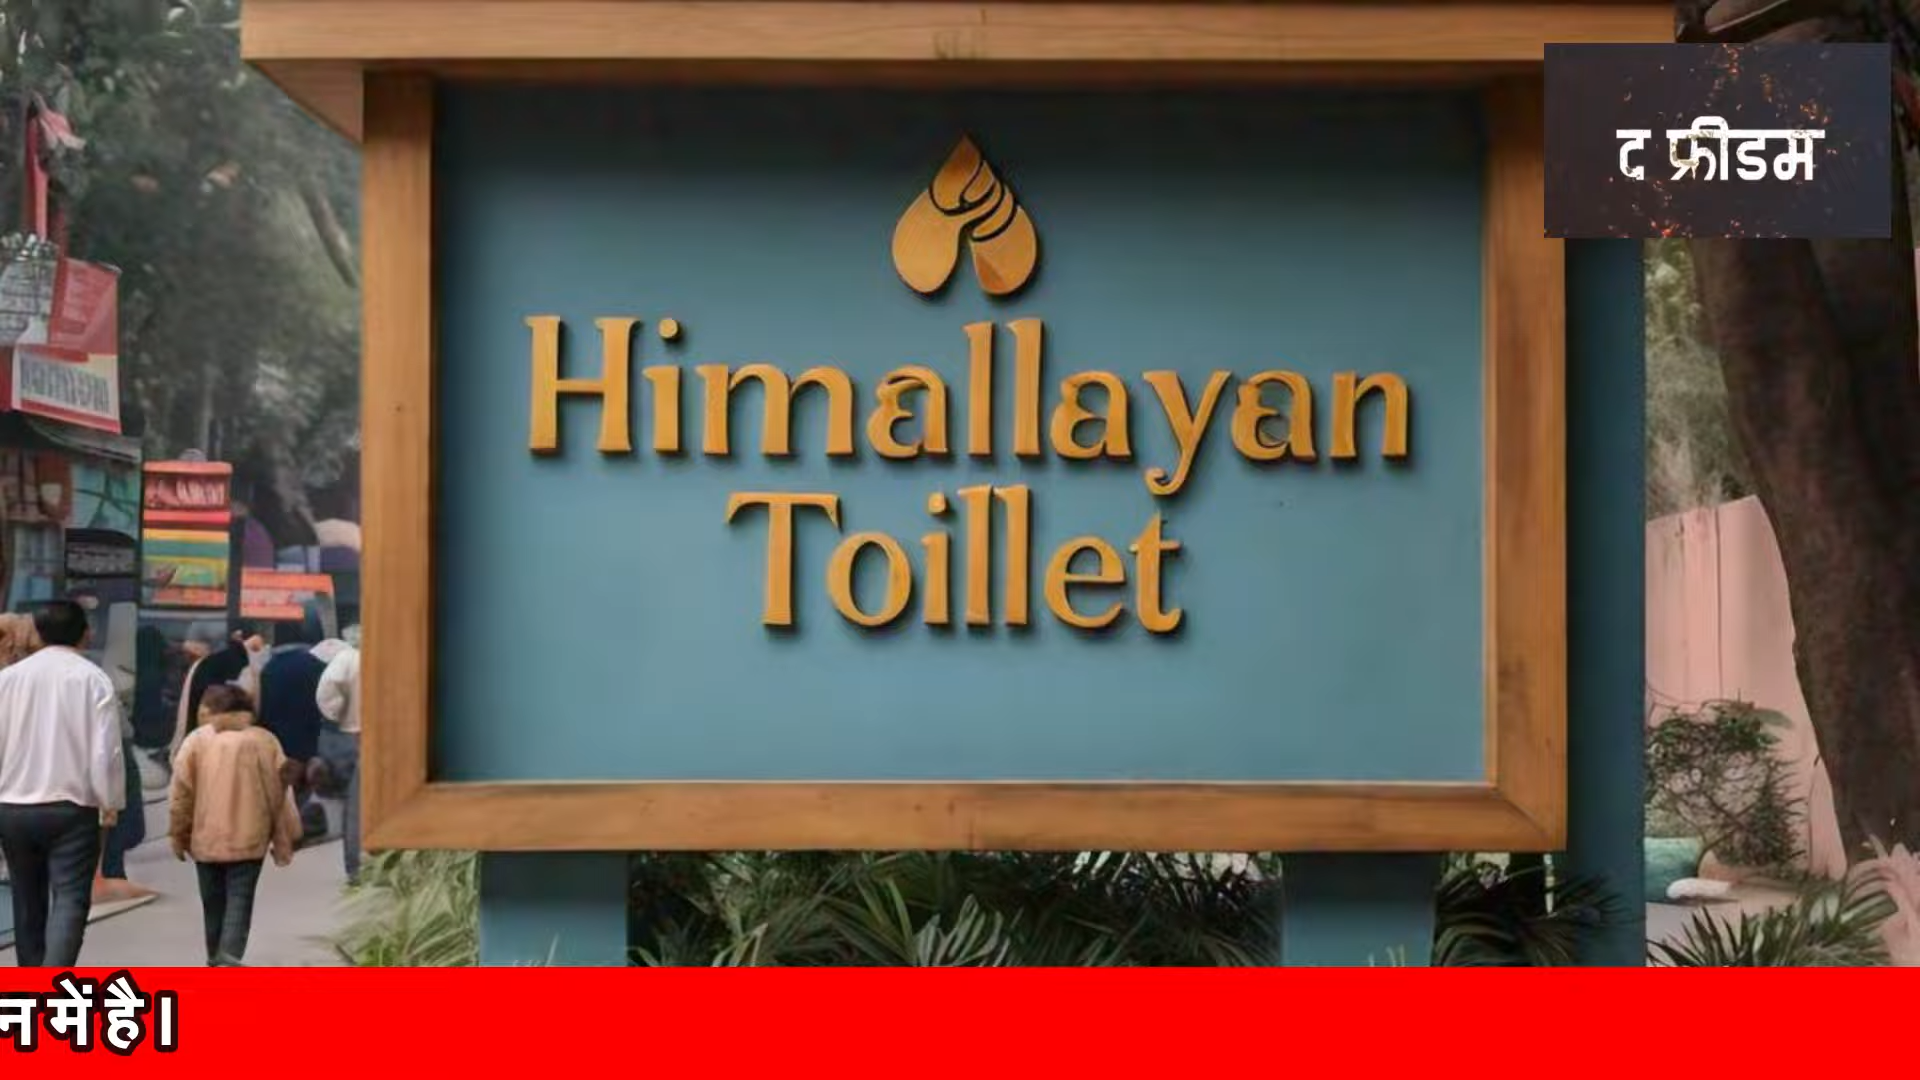 द फ्रीडम
Himallayan
Toillet
न में है।